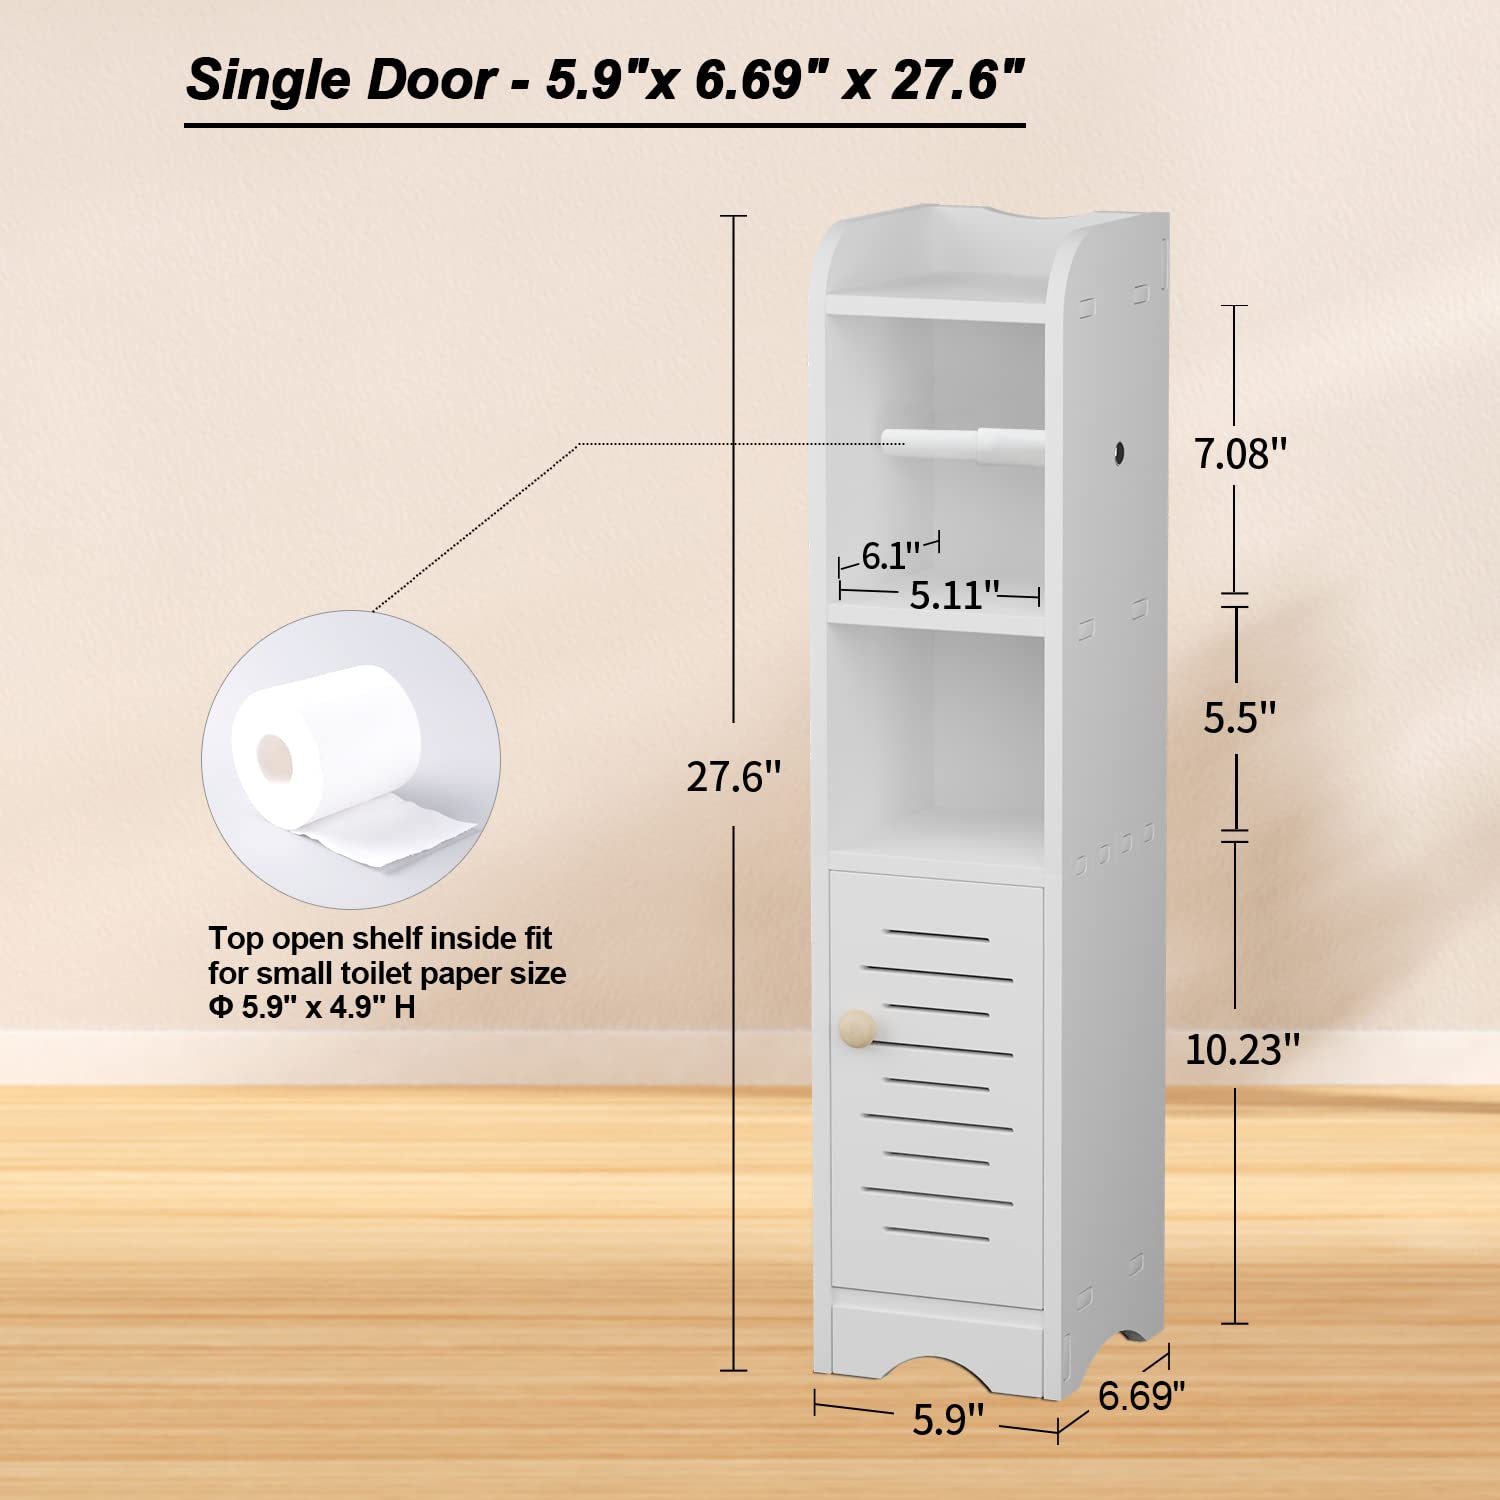 Single Door - 5.9"x 6.69" x 27.6"
7.08"
6.1"
5.11"
5.5"
27.6"
Top open shelf inside fit
for small toilet paper size
Φ 5.9" x 4.9" H
10.23"
6.69"
5.9"